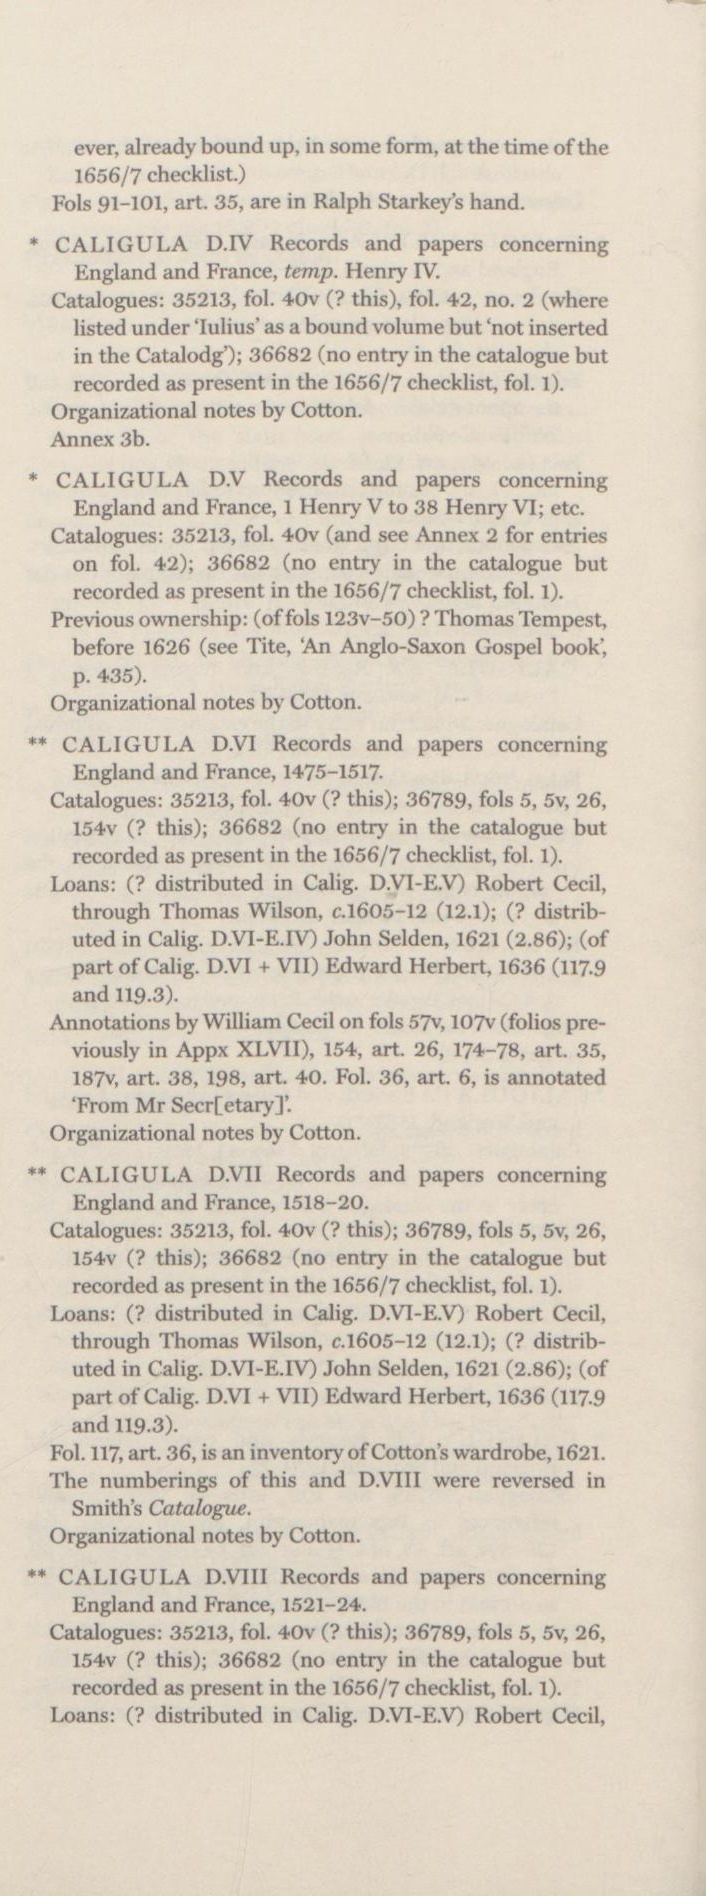 ever, already bound up, in some form, at the time of the
1656/7 checklist.)
Fols 91–101, art. 35, are in Ralph Starkey's hand.
* CALIGULA D.IV Records and papers concerning
England and France, temp. Henry IV.
Catalogues: 35213, fol. 40v (? this), fol. 42, no. 2 (where
listed under 'Iulius' as a bound volume but 'not inserted
in the Catalodg'); 36682 (no entry in the catalogue but
recorded as present in the 1656/7 checklist, fol. 1).
Organizational notes by Cotton.
Annex 3b.
* CALIGULA D.V Records and papers concerning
England and France, 1 Henry V to 38 Henry VI; etc.
Catalogues: 35213, fol. 40v (and see Annex 2 for entries
on fol. 42); 36682 (no entry in the catalogue but
recorded as present in the 1656/7 checklist, fol. 1).
Previous ownership: (of fols 123v–50) ? Thomas Tempest,
before 1626 (see Tite, 'An Anglo-Saxon Gospel book',
p. 435).
Organizational notes by Cotton.
** CALIGULA D.VI Records and papers concerning
England and France, 1475–1517.
Catalogues: 35213, fol. 40v (? this); 36789, fols 5, 5v, 26,
154v (? this); 36682 (no entry in the catalogue but
recorded as present in the 1656/7 checklist, fol. 1).
Loans: (? distributed in Calig. D.VI-E.V) Robert Cecil,
through Thomas Wilson, c.1605–12 (12.1); (? distrib-
uted in Calig. D.VI-E.IV) John Selden, 1621 (2.86); (of
part of Calig. D.VI + VII) Edward Herbert, 1636 (117.9
and 119.3).
Annotations by William Cecil on fols 57v, 107v (folios pre-
viously in Appx XLVII), 154, art. 26, 174–78, art. 35,
187v, art. 38, 198, art. 40. Fol. 36, art. 6, is annotated
'From Mr Secr[etary]'.
Organizational notes by Cotton.
** CALIGULA D.VII Records and papers concerning
England and France, 1518–20.
Catalogues: 35213, fol. 40v (? this); 36789, fols 5, 5v, 26,
154v (? this); 36682 (no entry in the catalogue but
recorded as present in the 1656/7 checklist, fol. 1).
Loans: (? distributed in Calig. D.VI-E.V) Robert Cecil,
through Thomas Wilson, c.1605–12 (12.1); (? distrib-
uted in Calig. D.VI-E.IV) John Selden, 1621 (2.86); (of
part of Calig. D.VI + VII) Edward Herbert, 1636 (117.9
and 119.3).
Fol. 117, art. 36, is an inventory of Cotton's wardrobe, 1621.
The numberings of this and D.VIII were reversed in
Smith's Catalogue.
Organizational notes by Cotton.
** CALIGULA D.VIII Records and papers concerning
England and France, 1521–24.
Catalogues: 35213, fol. 40v (? this); 36789, fols 5, 5v, 26,
154v (? this); 36682 (no entry in the catalogue but
recorded as present in the 1656/7 checklist, fol. 1).
Loans: (? distributed in Calig. D.VI-E.V) Robert Cecil,